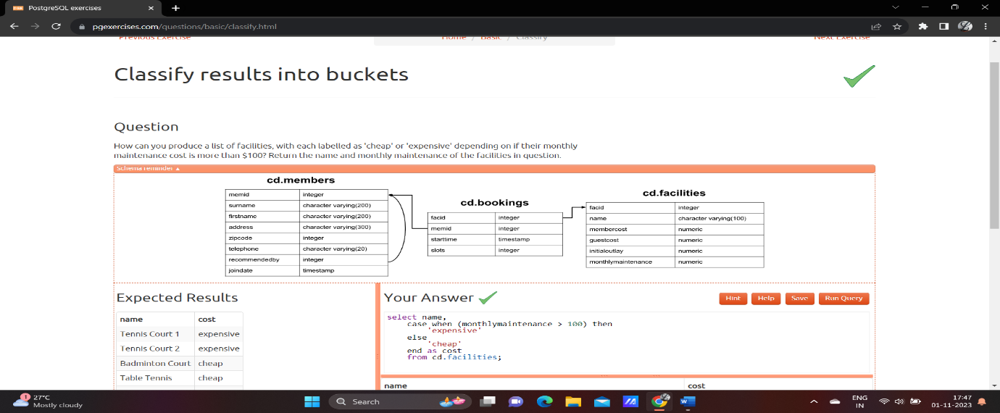 PostgreSQL exercises
pgexercises.com/questions/basic/classify.html
Previous Exercise
Home / Basic / Classify
Next Exercise
Classify results into buckets
Question
How can you produce a list of facilities, with each labelled as 'cheap' or 'expensive' depending on if their monthly
maintenance cost is more than $100? Return the name and monthly maintenance of the facilities in question.
Schema reminder ▲
cd.members
memid integer
surname character varying(200)
firstname character varying(200)
address character varying(300)
zipcode integer
telephone character varying(20)
recommendedby integer
joindate timestamp
cd.bookings
facid integer
memid integer
starttime timestamp
slots integer
cd.facilities
facid integer
name character varying(100)
membercost numeric
guestcost numeric
initialoutlay numeric
monthlymaintenance numeric
Expected Results
name cost
Tennis Court 1 expensive
Tennis Court 2 expensive
Badminton Court cheap
Table Tennis cheap
Your Answer
Hint Help Save Run Query
select name,
case when (monthlymaintenance > 100) then
'expensive'
else
'cheap'
end as cost
from cd.facilities;
name cost
1
27°C
Mostly cloudy
Search
ENG
IN
17:47
01-11-2023